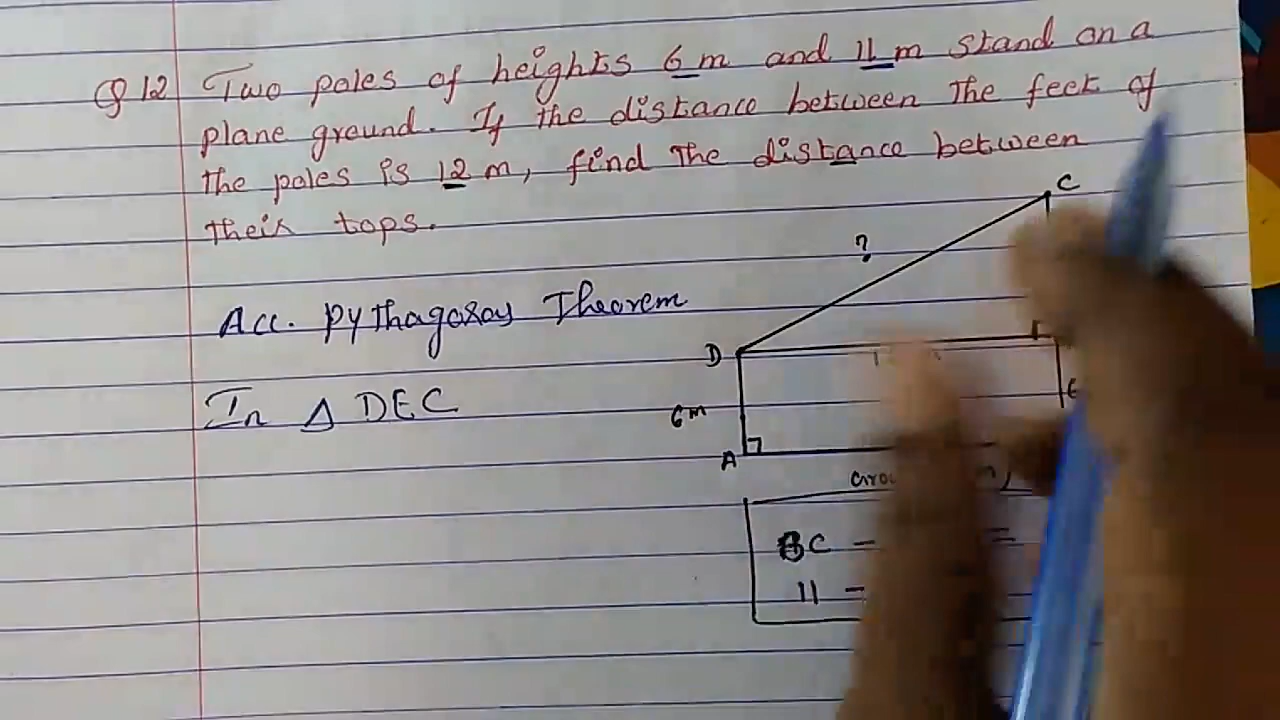 Q 12 Two poles of heights 6 m and 11 m stand on a
plane ground. If the distance between the feet of
the poles is 12 m, find the distance between
their tops.
C
?
Acc. Pythagoras Theorem
D
In Δ DEC
6m
A
BC - =
11 -